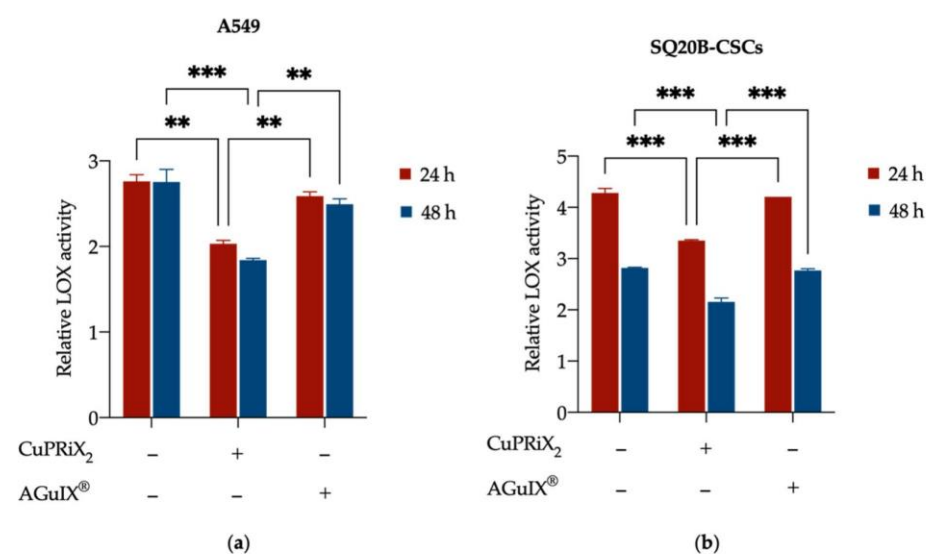 A549
*** **
** **
3
2
1
0
Relative LOX activity
24 h
48 h
CuPRiX₂ – + –
AGuIX® – – +
(a)
SQ20B-CSCs
*** ***
*** ***
5
4
3
2
1
0
Relative LOX activity
24 h
48 h
CuPRiX₂ – + –
AGuIX® – – +
(b)